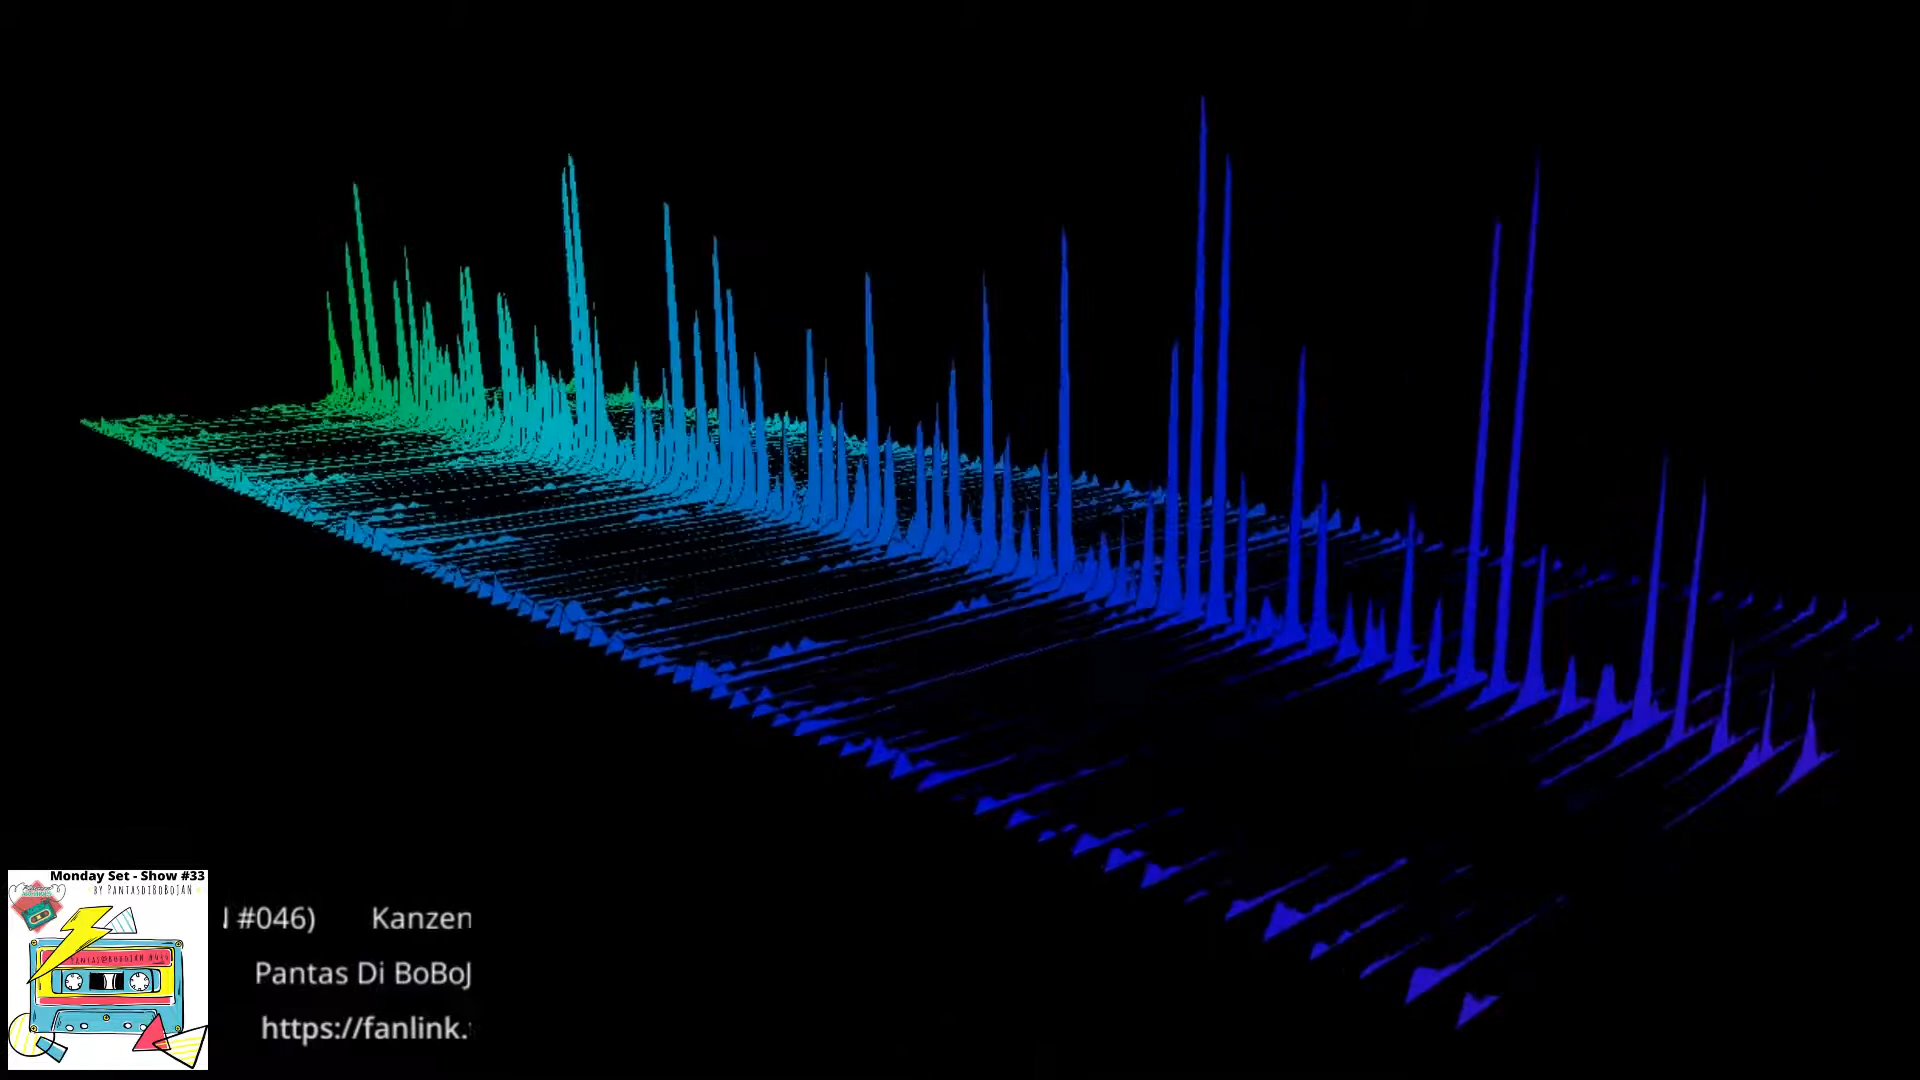 Monday Set - Show #33
BY PANTASDIBOBOJAN
#046) Kanzen
Pantas Di BoBoJ
https://fanlink.